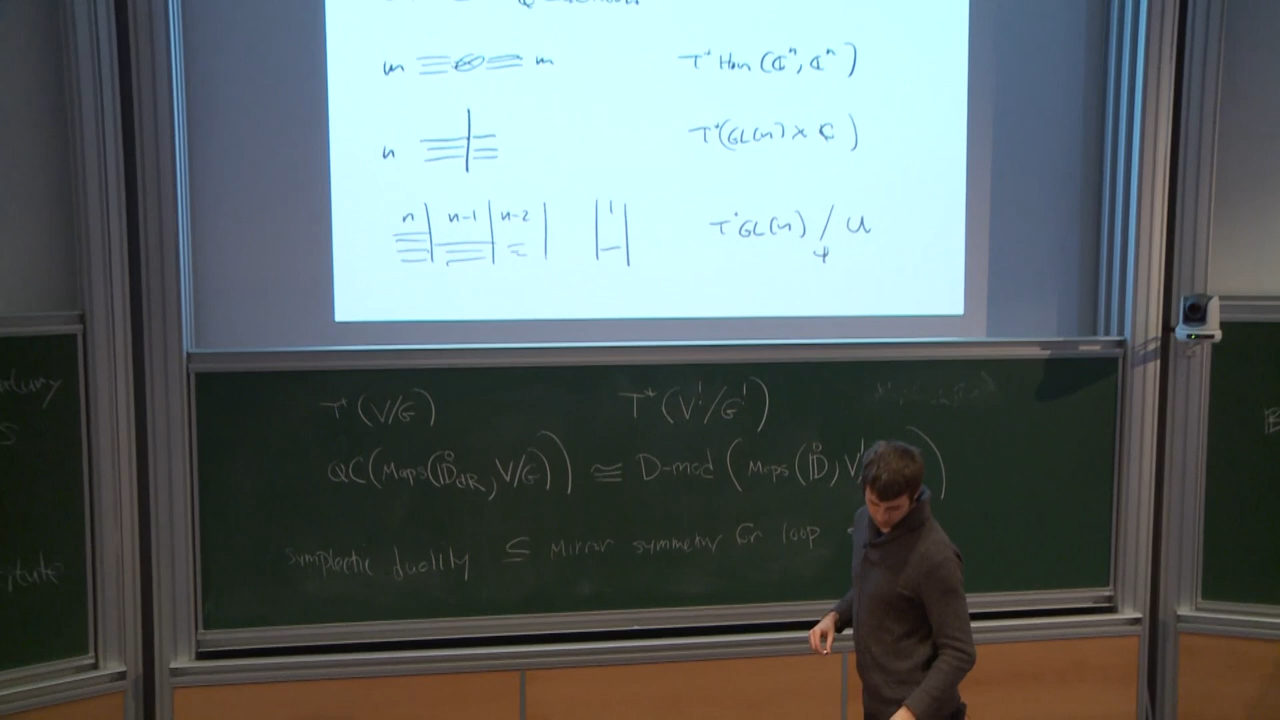 m m T* Hom (ℂⁿ, ℂⁿ)
n T*(GL(n) × ℂ)
n n-1 n-2 1 T*GL(n) / U
ψ
T*(V/G) T*(V!/G!)
QC(Maps(D̊dR, V/G)) ≅ D-mod (Maps(D̊, V
symplectic duality ⊆ Mirror symmetry for loop